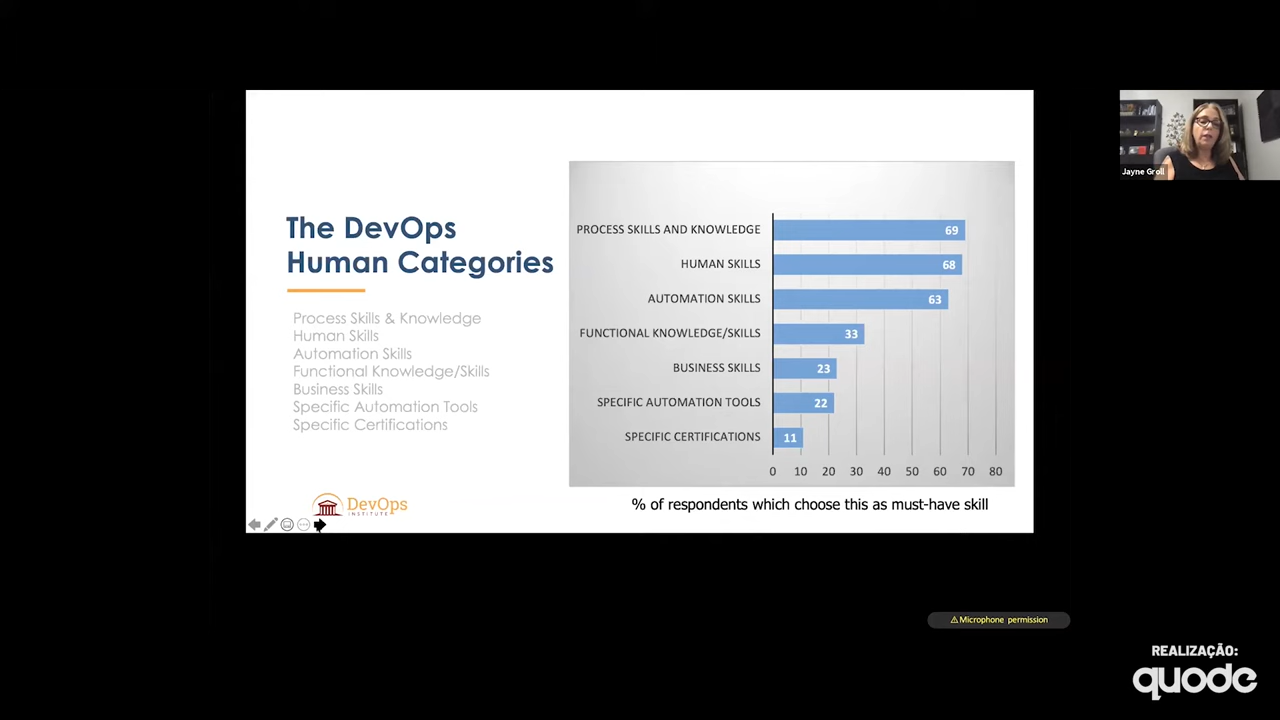 The DevOps
Human Categories
Process Skills & Knowledge
Human Skills
Automation Skills
Functional Knowledge/Skills
Business Skills
Specific Automation Tools
Specific Certifications
DevOps
INSTITUTE
PROCESS SKILLS AND KNOWLEDGE 69
HUMAN SKILLS 68
AUTOMATION SKILLS 63
FUNCTIONAL KNOWLEDGE/SKILLS 33
BUSINESS SKILLS 23
SPECIFIC AUTOMATION TOOLS 22
SPECIFIC CERTIFICATIONS 11
0 10 20 30 40 50 60 70 80
% of respondents which choose this as must-have skill
Jayne Groll
⚠Microphone permission
REALIZAÇÃO:
quode